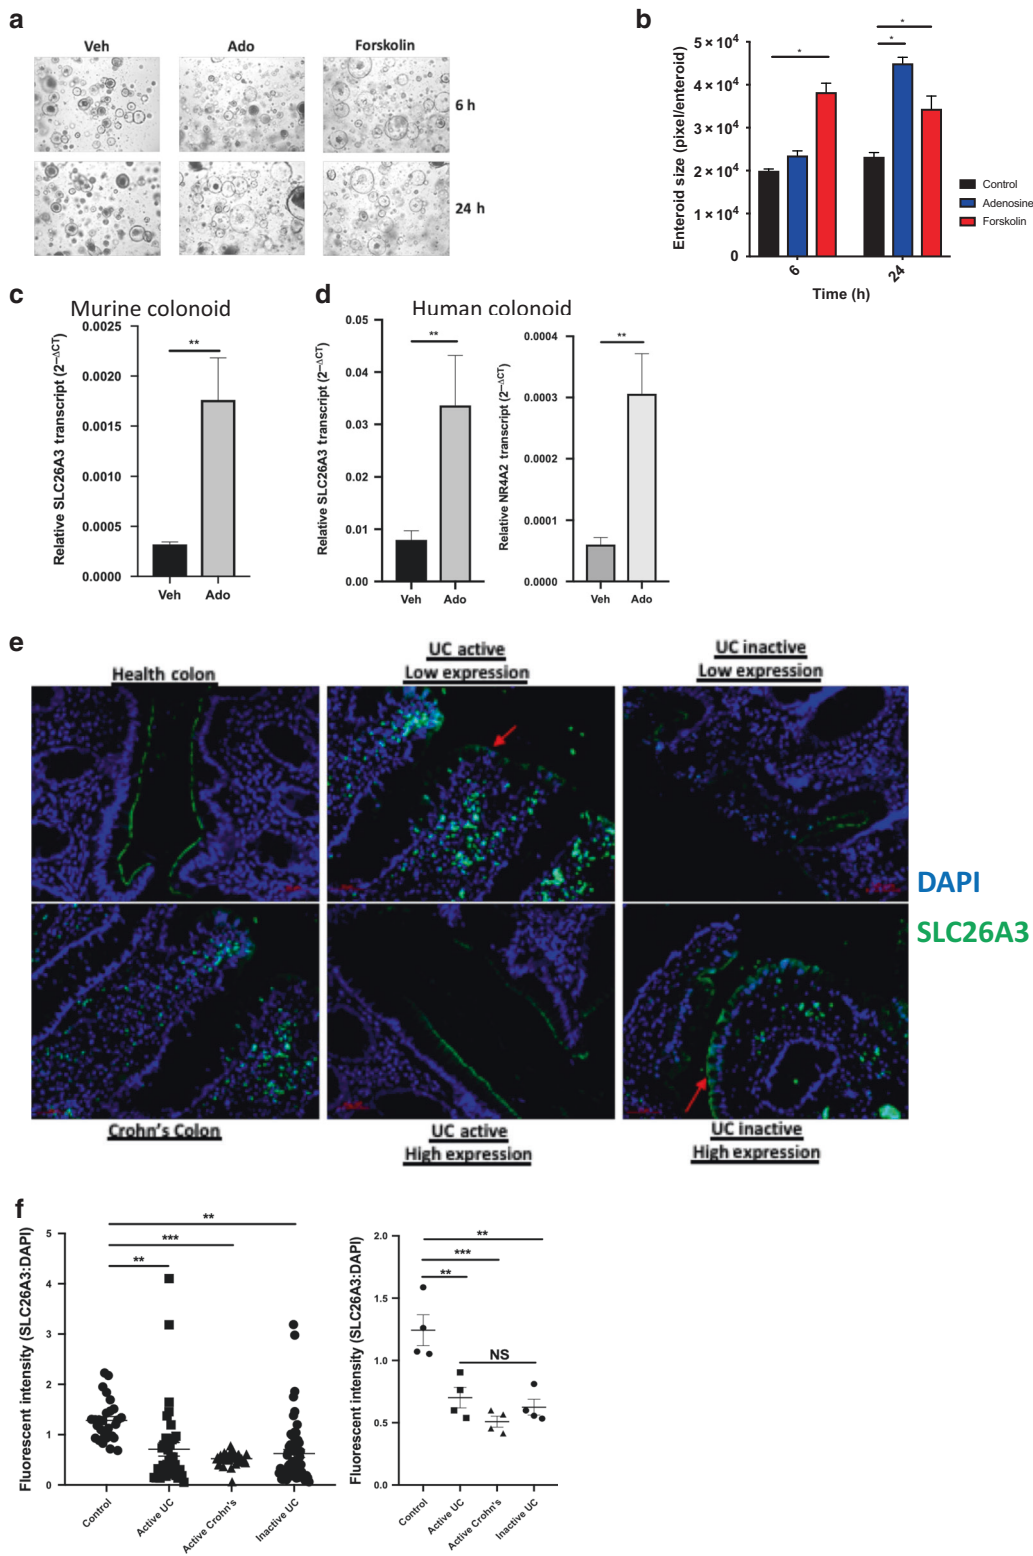 a
Veh Ado Forskolin
6 h
24 h
b
Enteroid size (pixel/enteroid)
5×10⁴
4×10⁴
3×10⁴
2×10⁴
1×10⁴
0
* * *
6 24
Time (h)
Control
Adenosine
Forskolin
c
Murine colonoid
Relative SLC26A3 transcript (2⁻ΔCT)
0.0025
0.0020
0.0015
0.0010
0.0005
0.0000
**
Veh Ado
d
Human colonoid
Relative SLC26A3 transcript (2⁻ΔCT)
0.05
0.04
0.03
0.02
0.01
0.00
**
Veh Ado
Relative NR4A2 transcript (2⁻ΔCT)
0.0004
0.0003
0.0001
0.0000
**
Veh Ado
e
Health colon
UC active
Low expression
UC inactive
Low expression
DAPI
SLC26A3
Crohn's Colon
UC active
High expression
UC inactive
High expression
f
Fluorescent intensity (SLC26A3:DAPI)
5
4
3
2
1
0
**
***
**
Control
Active UC
Active Crohn's
Inactive UC
Fluorescent intensity (SLC26A3:DAPI)
2.0
1.5
1.0
0.5
0.0
**
***
**
NS
Control
Active UC
Active Crohn's
Inactive UC